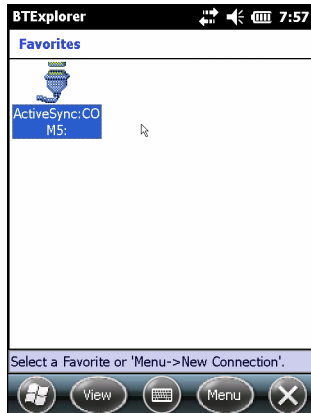 BTExplorer 7:57
Favorites
ActiveSync:CO
M5:
Select a Favorite or 'Menu->New Connection'.
View Menu